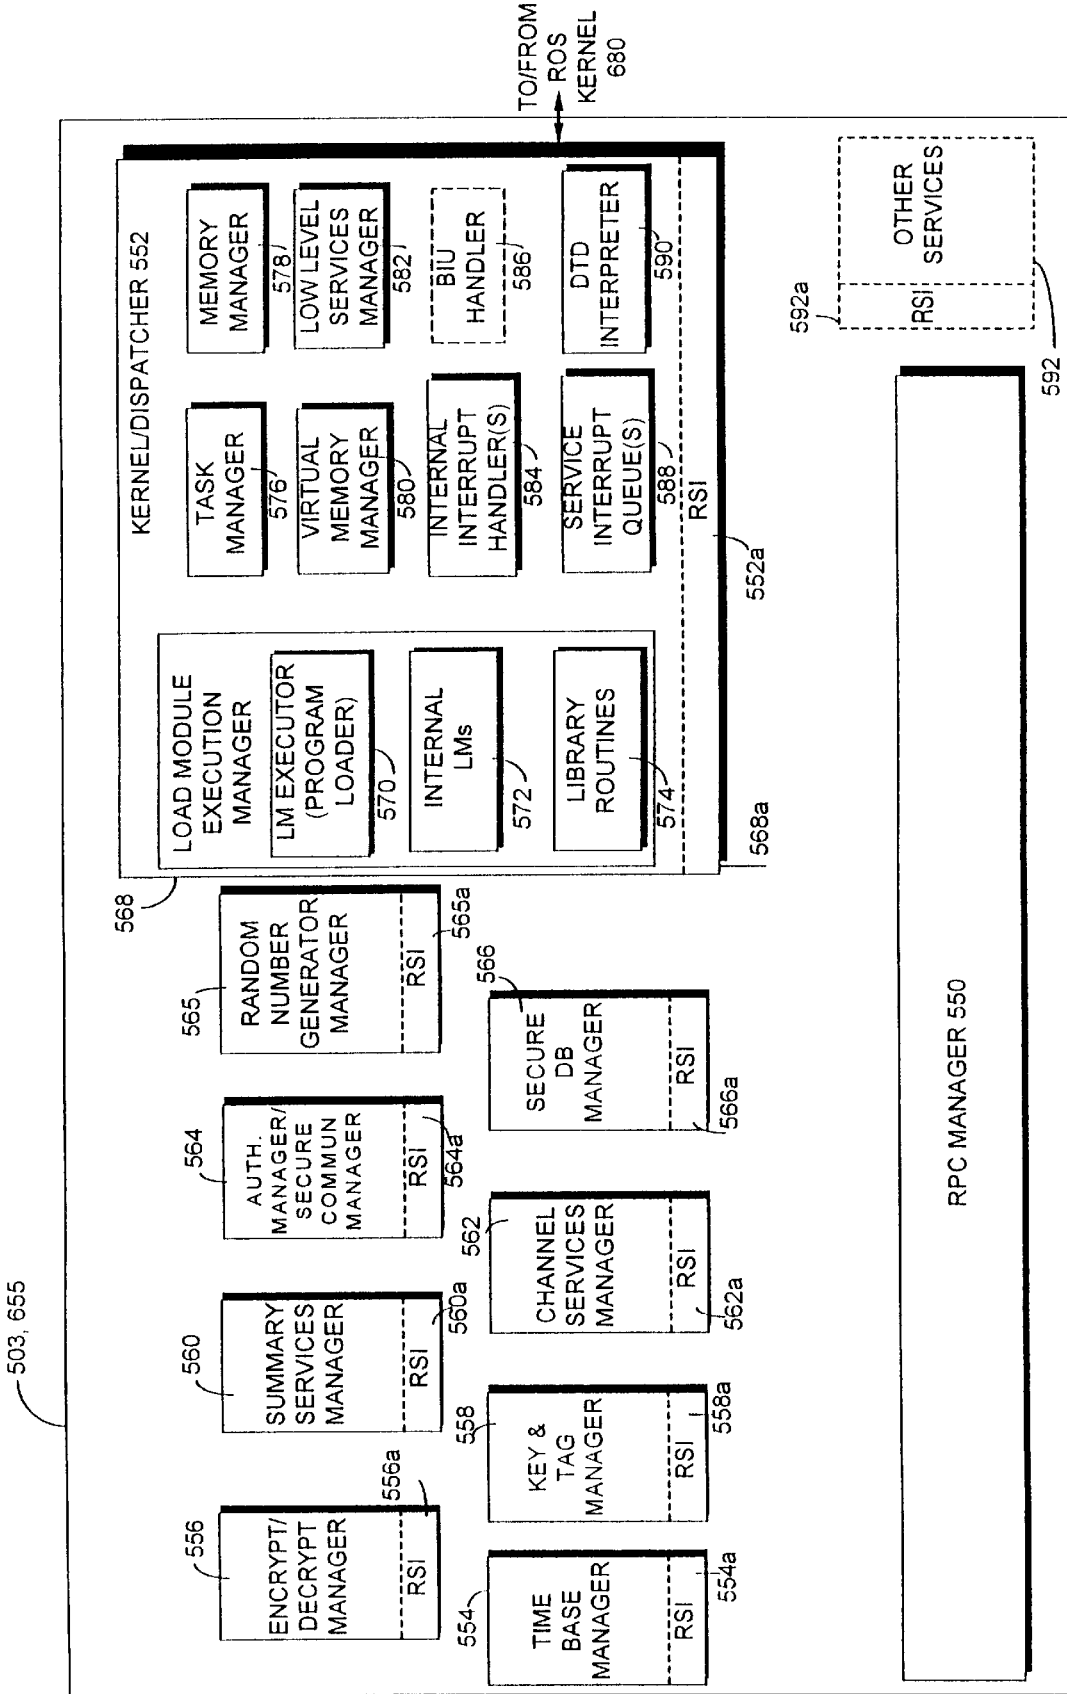 503, 655
KERNEL/DISPATCHER 552
568
LOAD MODULE
EXECUTION
MANAGER
LM EXECUTOR
(PROGRAM
LOADER)
570
INTERNAL
LMs
572
LIBRARY
ROUTINES
574
TASK
MANAGER
576
MEMORY
MANAGER
578
VIRTUAL
MEMORY
MANAGER
580
LOW LEVEL
SERVICES
MANAGER
582
INTERNAL
INTERRUPT
HANDLER(S)
584
BIU
HANDLER
586
SERVICE
INTERRUPT
QUEUE(S)
588
DTD
INTERPRETER
590
RSI
552a
568a
TO/FROM
ROS
KERNEL
680
556
ENCRYPT/
DECRYPT
MANAGER
RSI
556a
560
SUMMARY
SERVICES
MANAGER
RSI
560a
564
AUTH.
MANAGER/
SECURE
COMMUN
MANAGER
RSI
564a
565
RANDOM
NUMBER
GENERATOR
MANAGER
RSI
565a
554
TIME
BASE
MANAGER
RSI
554a
558
KEY &
TAG
MANAGER
RSI
558a
562
CHANNEL
SERVICES
MANAGER
RSI
562a
566
SECURE
DB
MANAGER
RSI
566a
592a
RSI
OTHER
SERVICES
592
RPC MANAGER 550